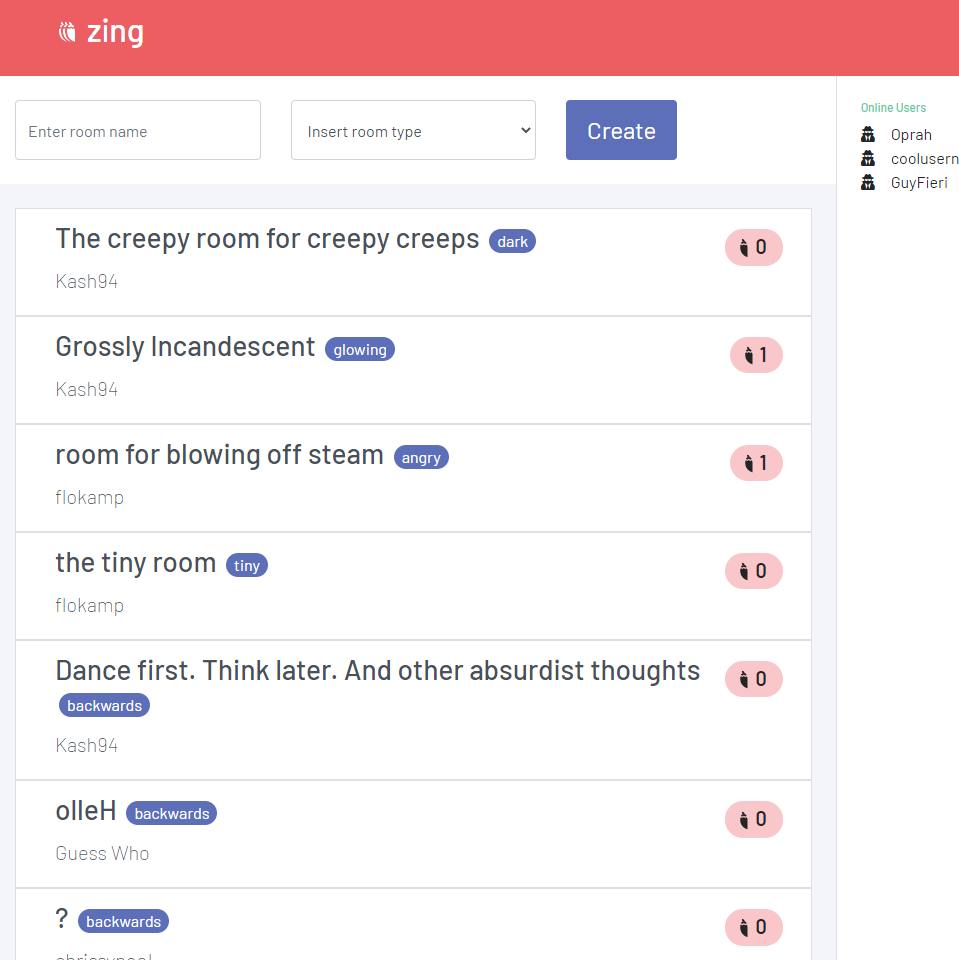 zing
Enter room name
Insert room type
Create
Online Users
Oprah
coolusern
GuyFieri
The creepy room for creepy creeps dark
0
Kash94
Grossly Incandescent glowing
1
Kash94
room for blowing off steam angry
1
flokamp
the tiny room tiny
0
flokamp
Dance first. Think later. And other absurdist thoughts
0
backwards
Kash94
olleH backwards
0
Guess Who
? backwards
0